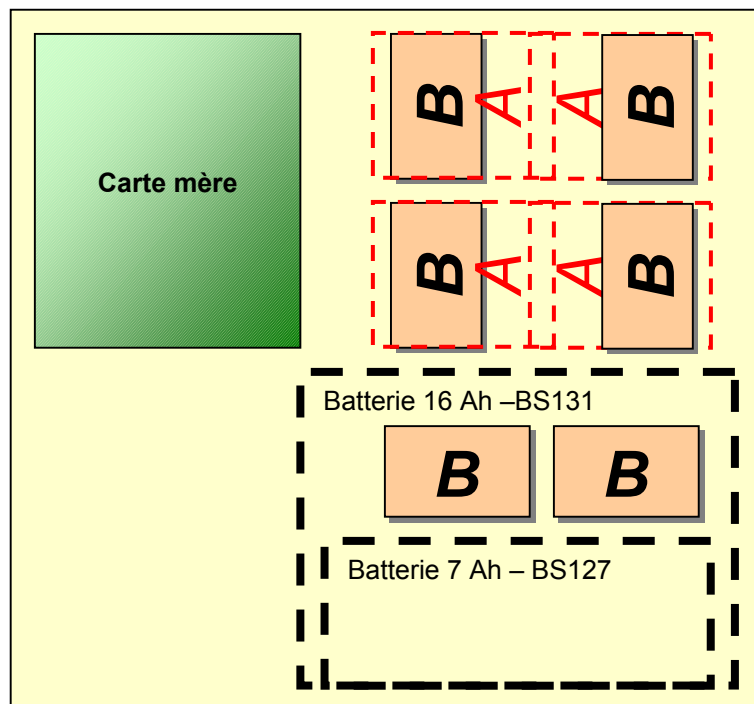 B A A B
Carte mère
B A A B
Batterie 16 Ah –BS131
B B
Batterie 7 Ah – BS127